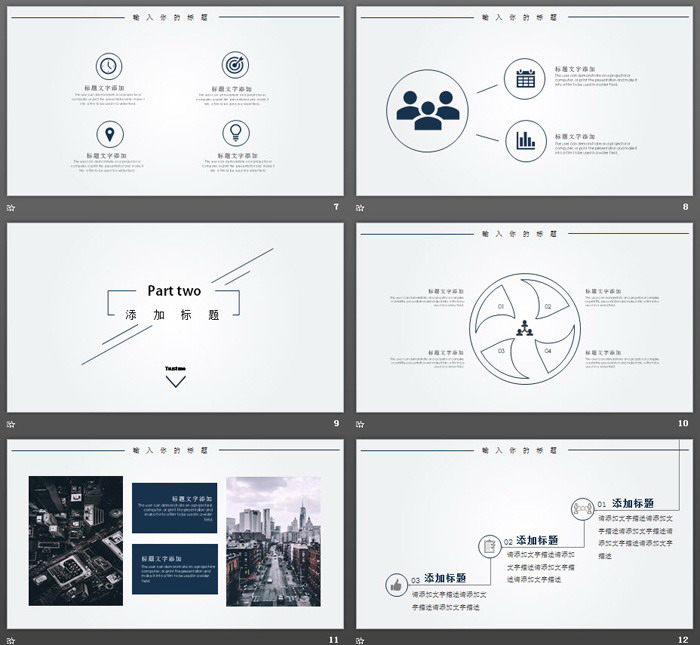 输入你的标题
标题文字添加
The user can demonstrate on a projector or
computer, or print the presentation and make it
into a film to be used in a wider field.
标题文字添加
The user can demonstrate on a projector or
computer, or print the presentation and make it
into a film to be used in a wider field.
标题文字添加
The user can demonstrate on a projector or
computer, or print the presentation and make it
into a film to be used in a wider field.
标题文字添加
The user can demonstrate on a projector or
computer, or print the presentation and make it
into a film to be used in a wider field.
7
输入你的标题
标题文字添加
The user can demonstrate on a projector or
computer, or print the presentation and make it
into a film to be used in a wider field.
标题文字添加
The user can demonstrate on a projector or
computer, or print the presentation and make it
into a film to be used in a wider field.
8
Part two
添加标题
9
输入你的标题
标题文字添加
The user can demonstrate on a projector or
computer, or print the presentation and make it
into a film to be used in a wider field.
标题文字添加
The user can demonstrate on a projector or
computer, or print the presentation and make it
into a film to be used in a wider field.
01
02
03
04
标题文字添加
The user can demonstrate on a projector or
computer, or print the presentation and make it
into a film to be used in a wider field.
标题文字添加
The user can demonstrate on a projector or
computer, or print the presentation and make it
into a film to be used in a wider field.
10
输入你的标题
标题文字添加
The user can demonstrate on a projector or
computer, or print the presentation and
make it into a film to be used in a wider
field.
标题文字添加
The user can demonstrate on a projector or
computer, or print the presentation and
make it into a film to be used in a wider
field.
11
输入你的标题
01 添加标题
请添加文字描述请添加文
字描述请添加文字描述请
添加文字描述请添加文字
描述
02 添加标题
请添加文字描述请添加
文字描述请添加文字描
述请添加文字描述
03 添加标题
请添加文字描述请添加文
字描述请添加文字描述
12